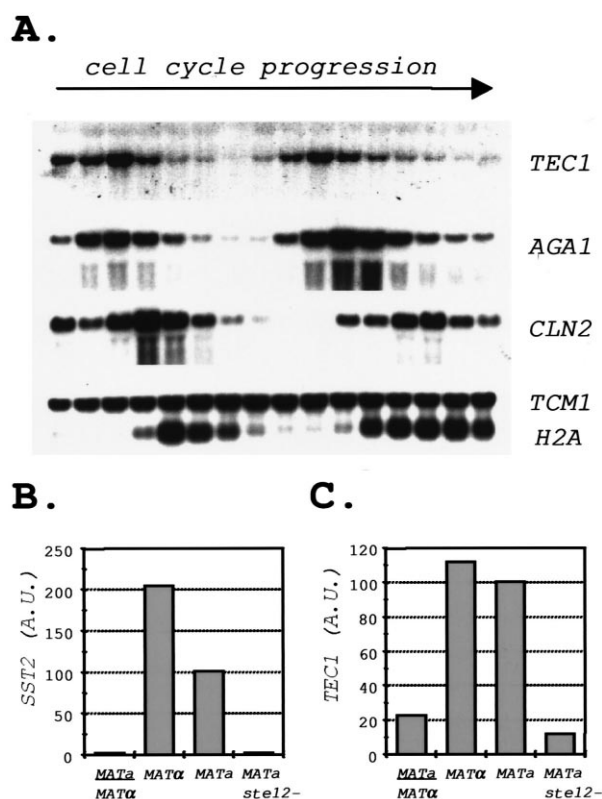 A.
cell cycle progression
TEC1
AGA1
CLN2
TCM1
H2A
B.
SST2 (A.U.)
250
200
150
100
50
0
MATa
MATα
MATα
MATa
MATa
ste12-
C.
TEC1 (A.U.)
120
100
80
60
40
20
0
MATa
MATα
MATα
MATa
MATa
ste12-